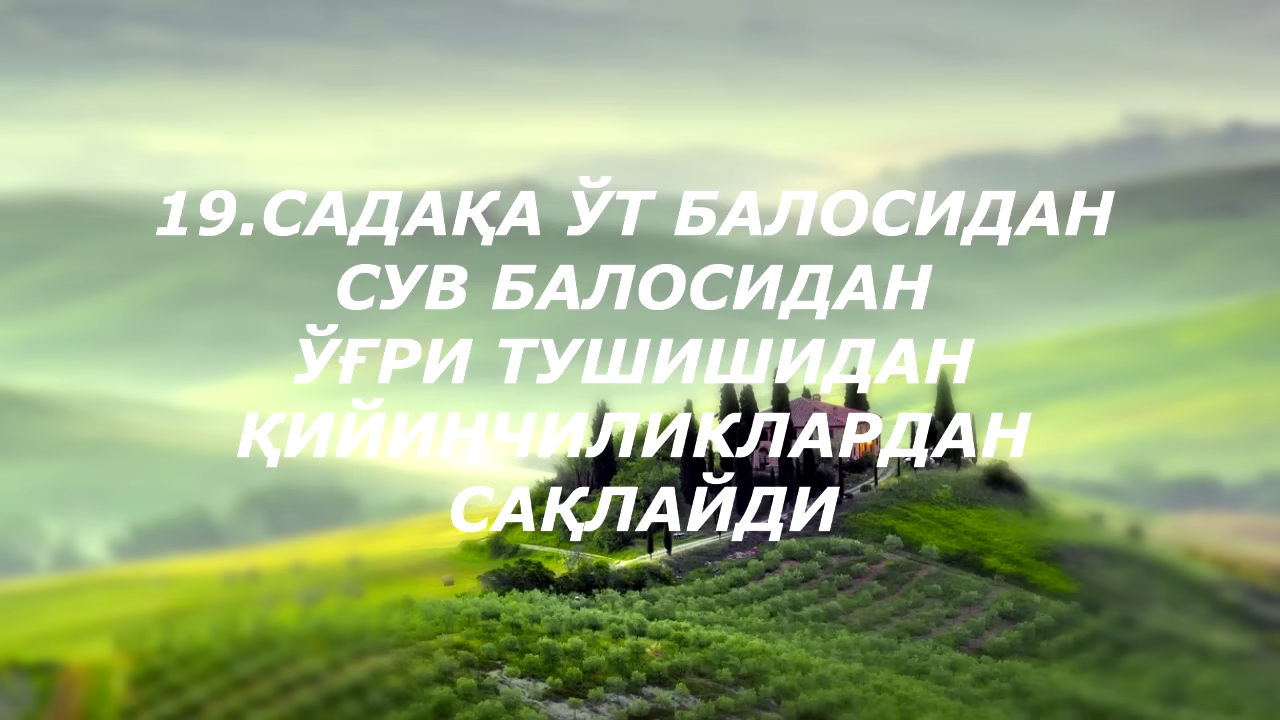 19.САДАҚА ЎТ БАЛОСИДАН
СУВ БАЛОСИДАН
ЎҒРИ ТУШИШИДАН
ҚИЙИНЧИЛИКЛАРДАН
САҚЛАЙДИ